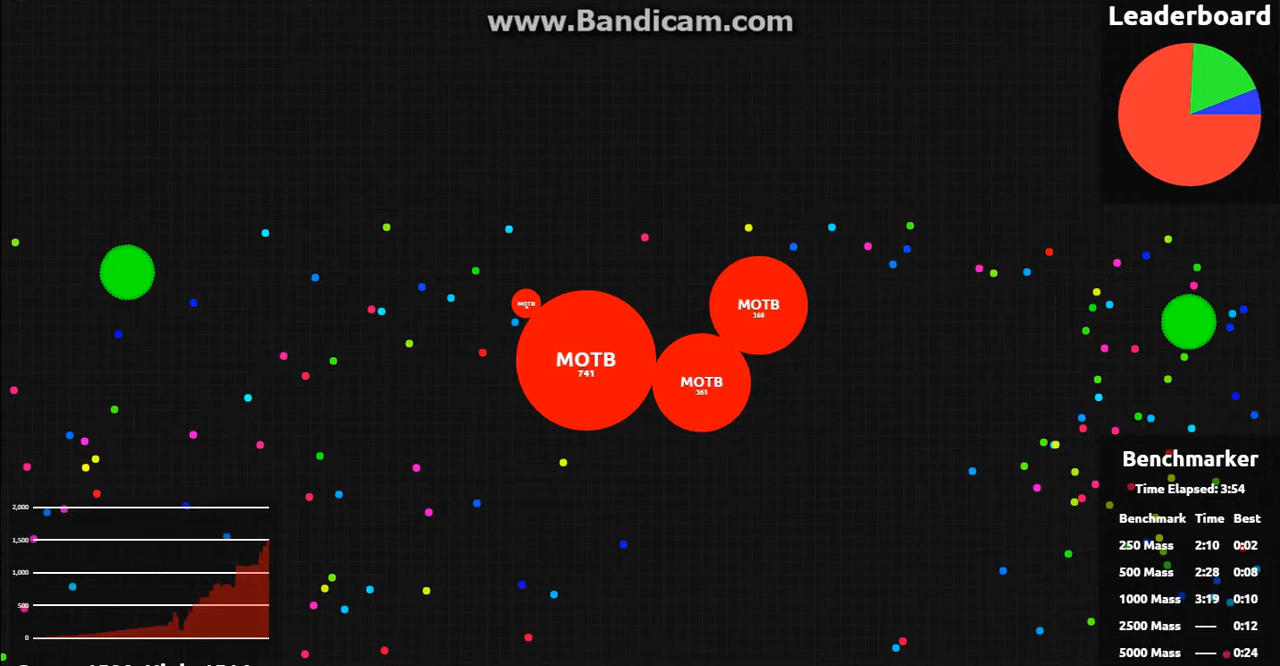 www.Bandicam.com
Leaderboard
MOTB
MOTB
741
MOTB
361
MOTB
360
2,000
1,500
1,000
500
0
Benchmarker
Time Elapsed: 3:54
Benchmark Time Best
250 Mass 2:10 0:02
500 Mass 2:28 0:08
1000 Mass 3:19 0:10
2500 Mass ----- 0:12
5000 Mass ----- 0:24